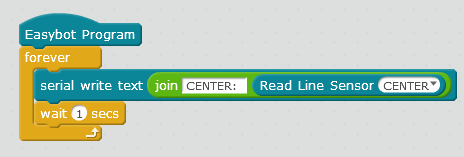 Easybot Program
forever
serial write text join CENTER: Read Line Sensor CENTER
wait 1 secs